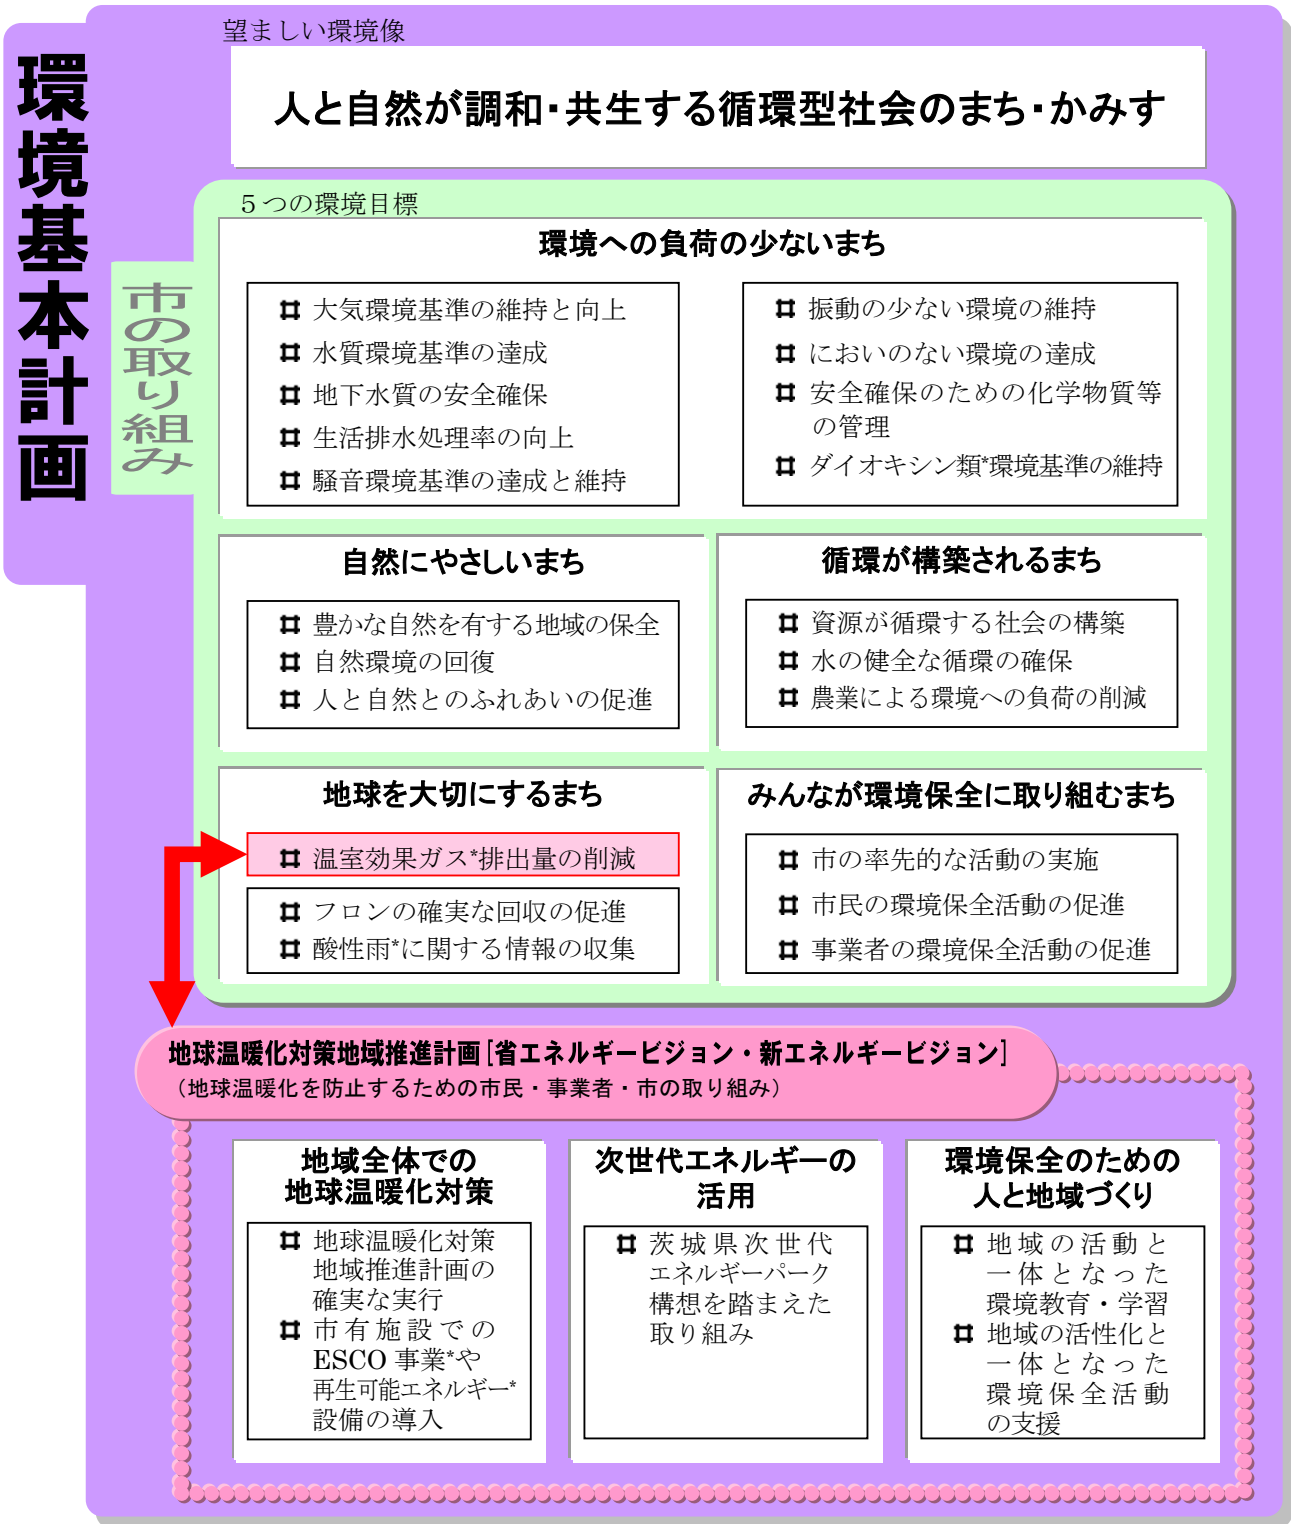 環境基本計画
望ましい環境像
人と自然が調和・共生する循環型社会のまち・かみす
市の取り組み
５つの環境目標
環境への負荷の少ないまち
大気環境基準の維持と向上
水質環境基準の達成
地下水質の安全確保
生活排水処理率の向上
騒音環境基準の達成と維持
振動の少ない環境の維持
においのない環境の達成
安全確保のための化学物質等
の管理
ダイオキシン類*環境基準の維持
自然にやさしいまち
豊かな自然を有する地域の保全
自然環境の回復
人と自然とのふれあいの促進
循環が構築されるまち
資源が循環する社会の構築
水の健全な循環の確保
農業による環境への負荷の削減
地球を大切にするまち
温室効果ガス*排出量の削減
フロンの確実な回収の促進
酸性雨*に関する情報の収集
みんなが環境保全に取り組むまち
市の率先的な活動の実施
市民の環境保全活動の促進
事業者の環境保全活動の促進
地球温暖化対策地域推進計画[省エネルギービジョン・新エネルギービジョン]
（地球温暖化を防止するための市民・事業者・市の取り組み）
地域全体での
地球温暖化対策
地球温暖化対策
地域推進計画の
確実な実行
市有施設での
ESCO 事業*や
再生可能エネルギー*
設備の導入
次世代エネルギーの
活用
茨城県次世代
エネルギーパーク
構想を踏まえた
取り組み
環境保全のための
人と地域づくり
地域の活動と
一体となった
環境教育・学習
地域の活性化と
一体となった
環境保全活動
の支援